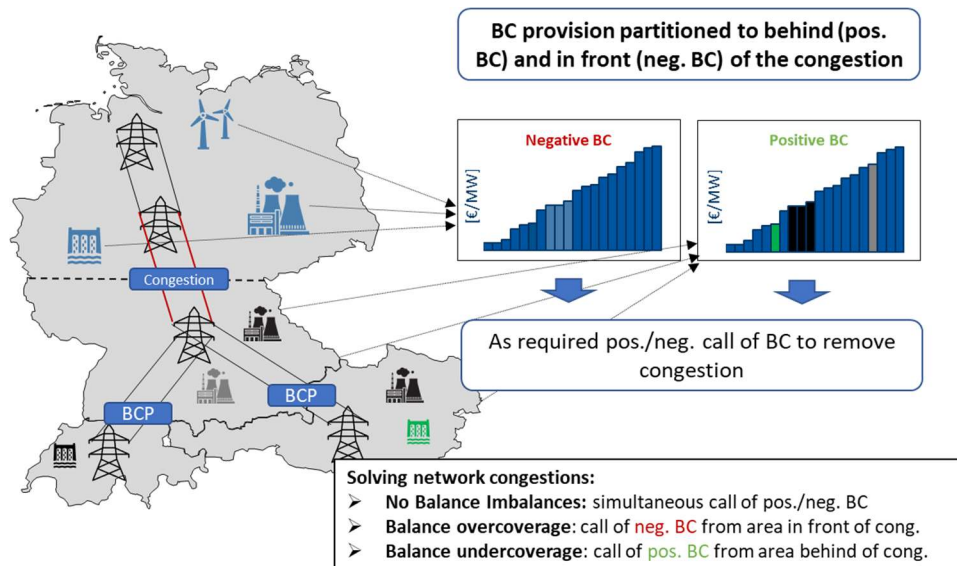 BC provision partitioned to behind (pos.
BC) and in front (neg. BC) of the congestion
Negative BC
[€/MW]
Positive BC
[€/MW]
Congestion
As required pos./neg. call of BC to remove
congestion
BCP
BCP
Solving network congestions:
➢ No Balance Imbalances: simultaneous call of pos./neg. BC
➢ Balance overcoverage: call of neg. BC from area in front of cong.
➢ Balance undercoverage: call of pos. BC from area behind of cong.